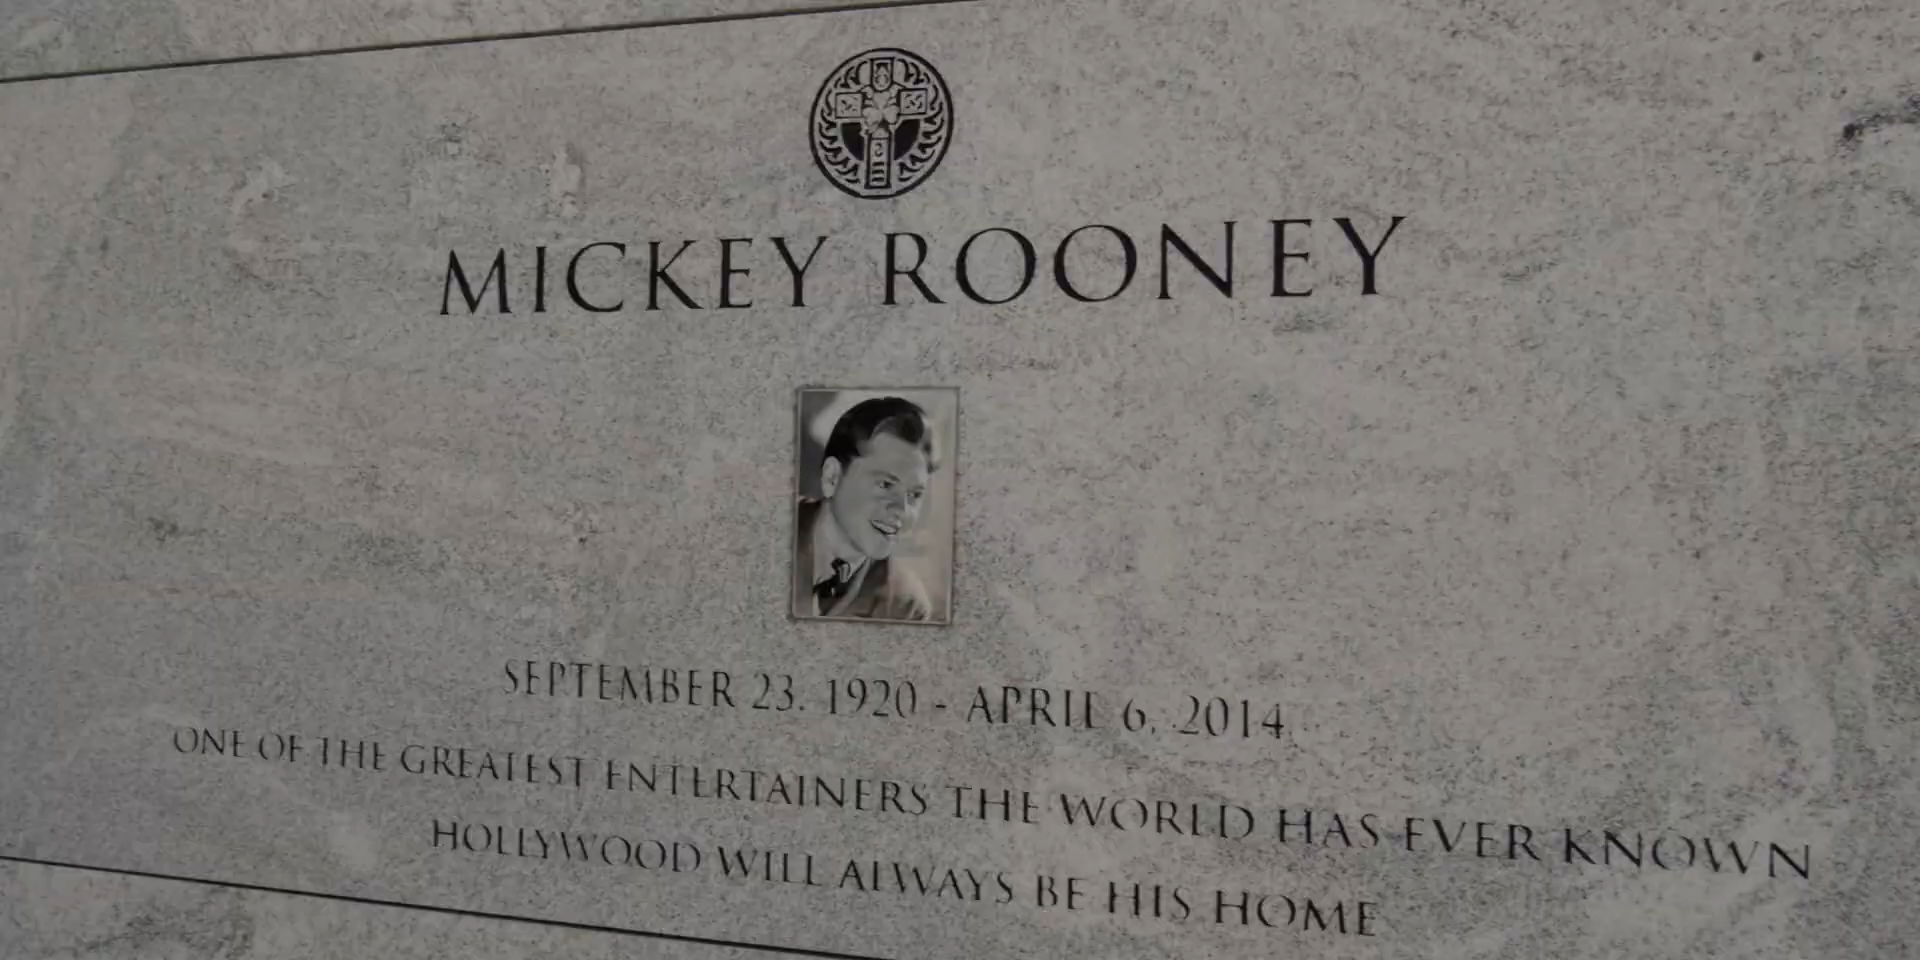 MICKEY ROONEY
SEPTEMBER 23, 1920 - APRIL 6, 2014
ONE OF THE GREATEST ENTERTAINERS THE WORLD HAS EVER KNOWN
HOLLYWOOD WILL ALWAYS BE HIS HOME